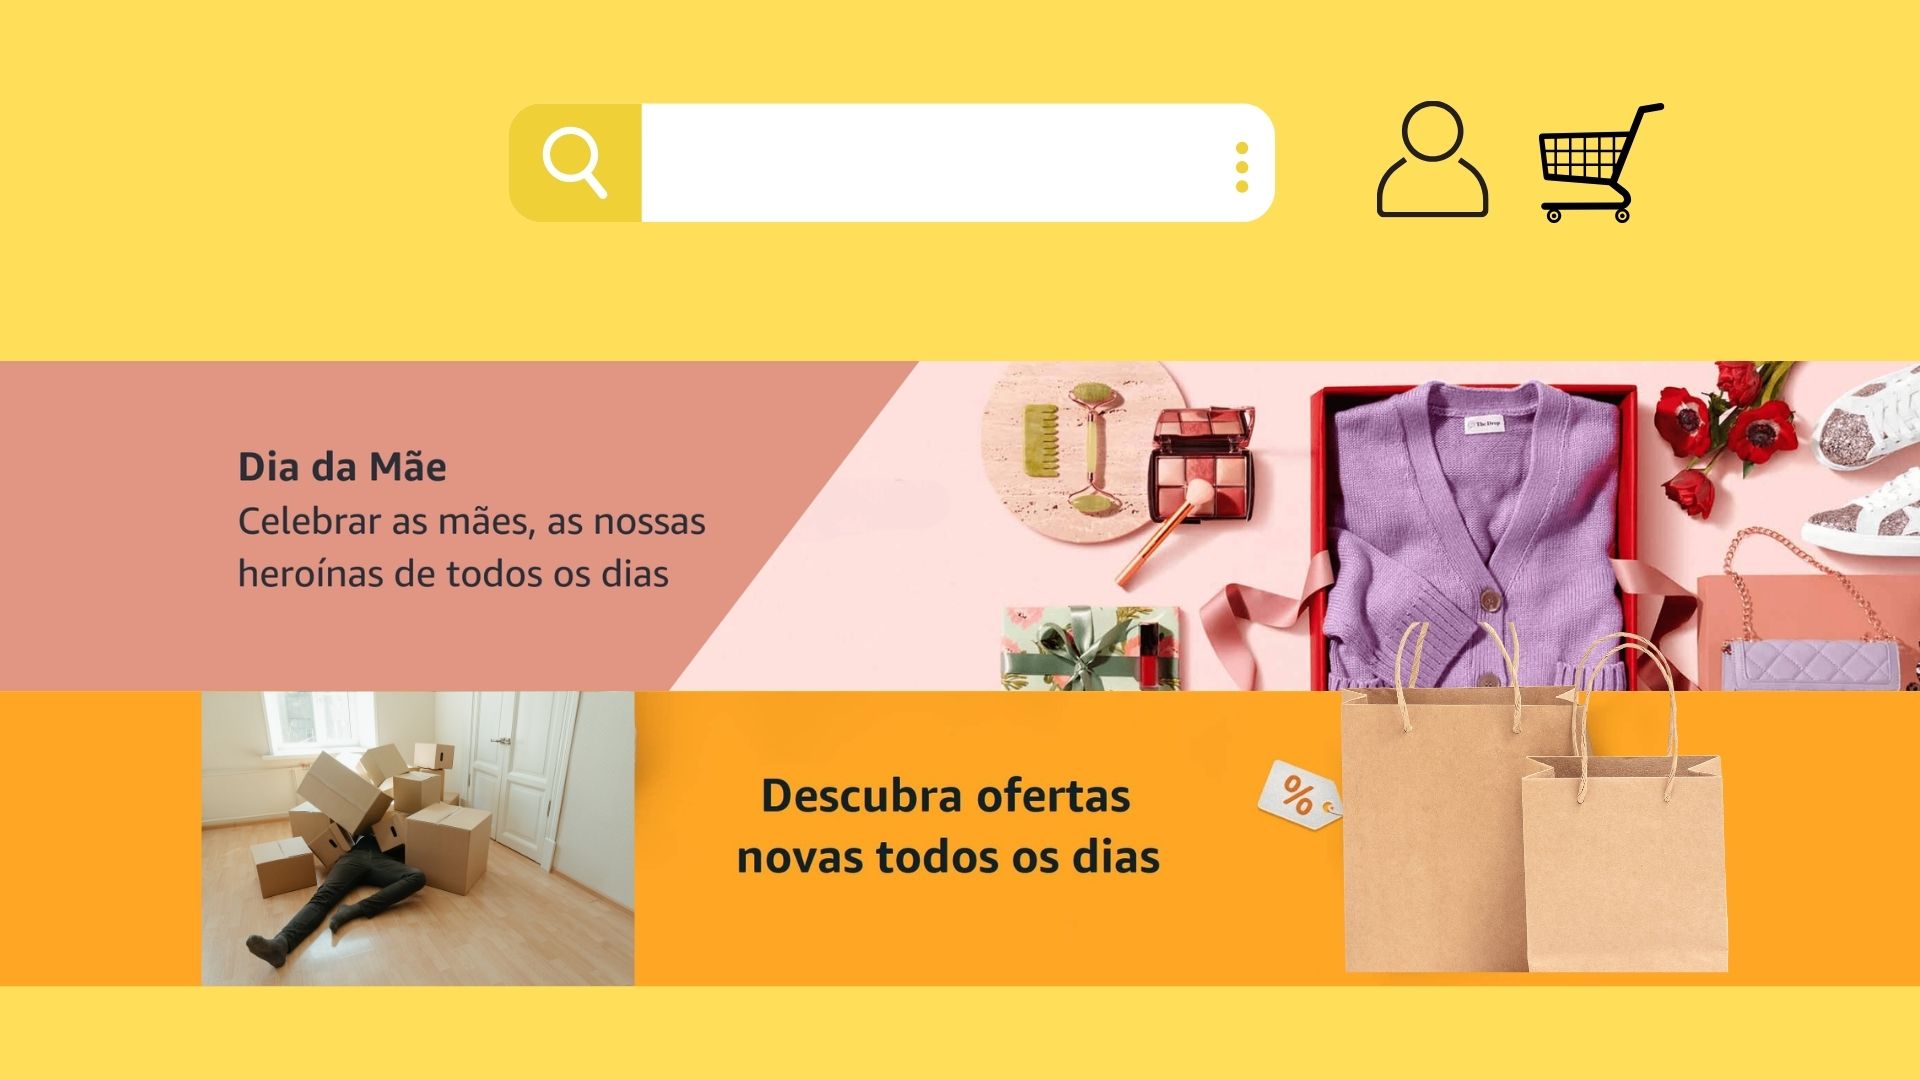 Dia da Mãe
Celebrar as mães, as nossas
heroínas de todos os dias
The Drop
%
Descubra ofertas
novas todos os dias